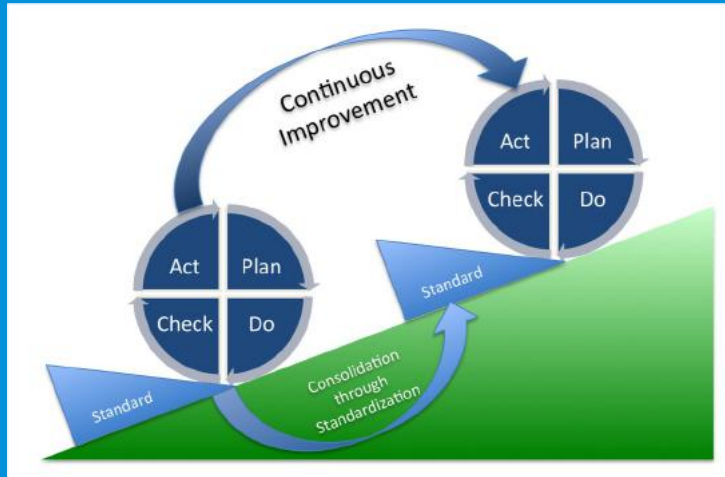 Continuous
Improvement
Act
Plan
Check
Do
Act
Plan
Check
Do
Standard
Standard
Consolidation
through
Standardization